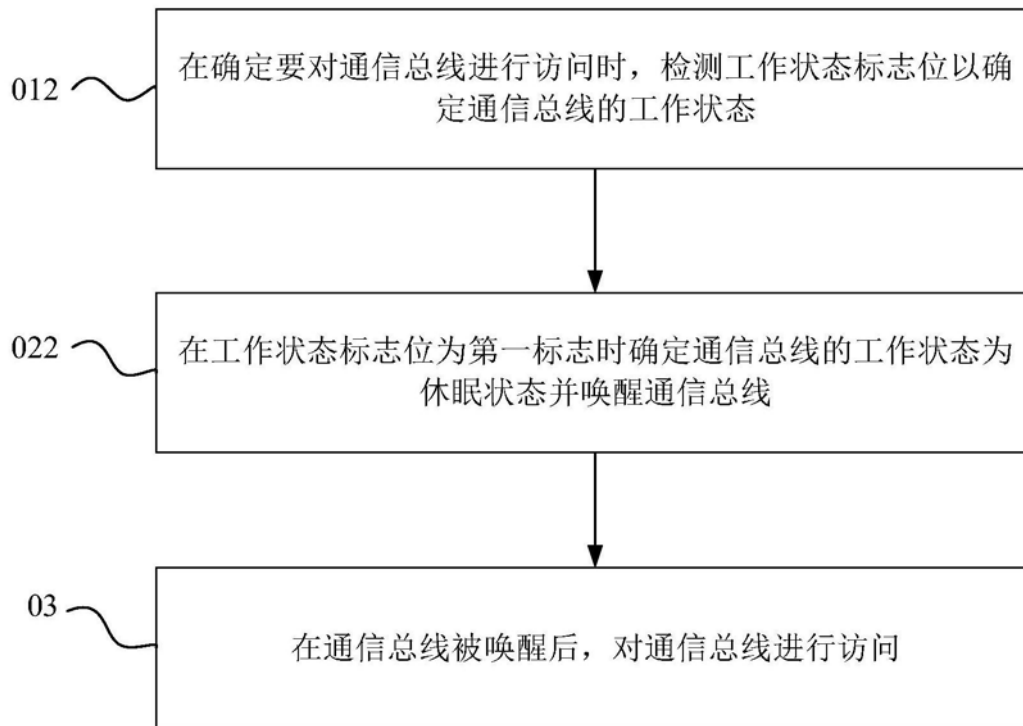 012
在确定要对通信总线进行访问时，检测工作状态标志位以确
定通信总线的工作状态
022
在工作状态标志位为第一标志时确定通信总线的工作状态为
休眠状态并唤醒通信总线
03
在通信总线被唤醒后，对通信总线进行访问